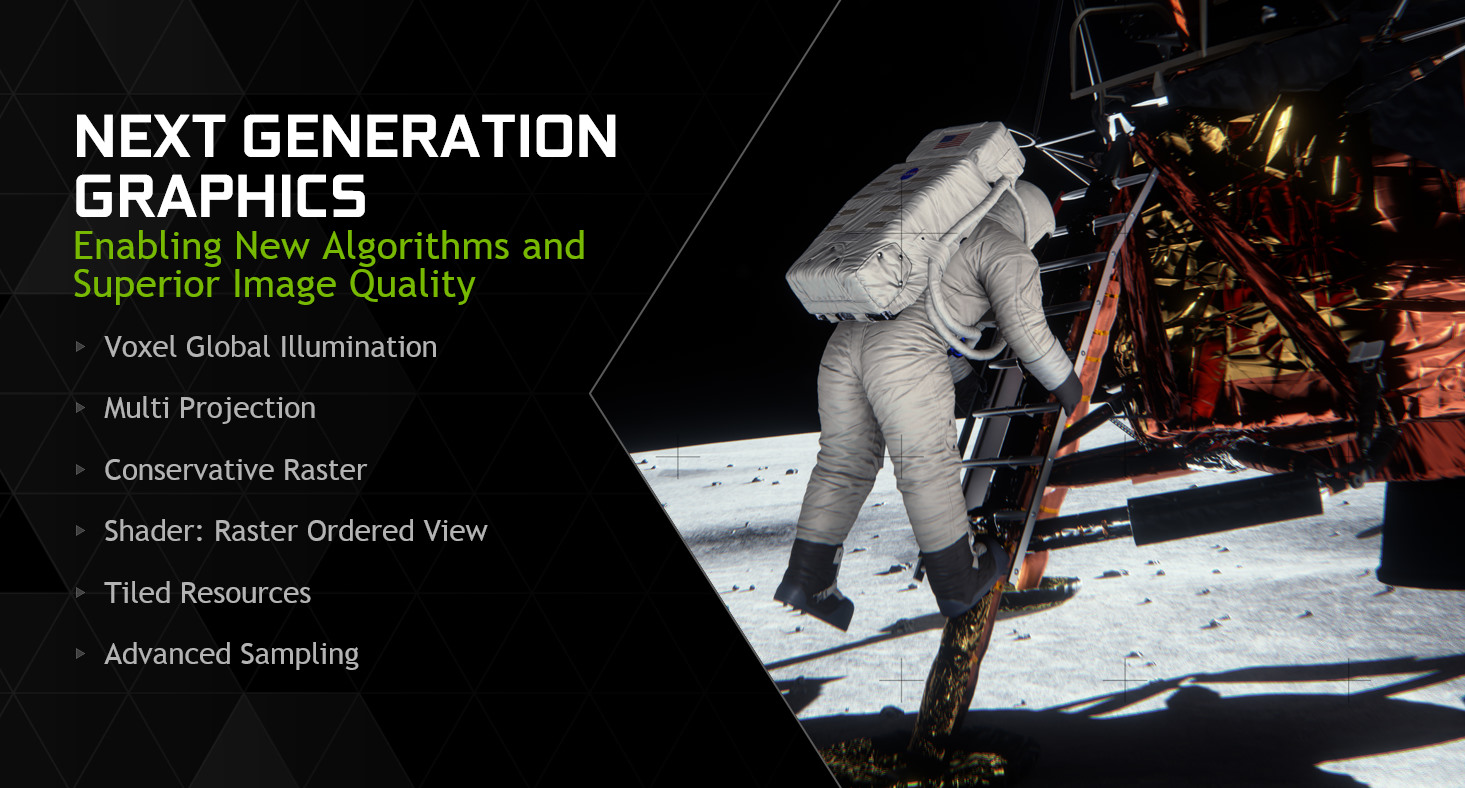 NEXT GENERATION
GRAPHICS
Enabling New Algorithms and
Superior Image Quality
Voxel Global Illumination
Multi Projection
Conservative Raster
Shader: Raster Ordered View
Tiled Resources
Advanced Sampling